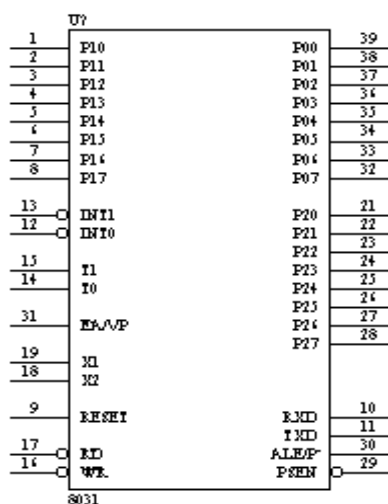 U?
1 P10 P00 39
2 P11 P01 38
3 P12 P02 37
4 P13 P03 36
5 P14 P04 35
6 P15 P05 34
7 P16 P06 33
8 P17 P07 32
13 INT1 P20 21
12 INT0 P21 22
P22 23
15 T1 P23 24
14 T0 P24 25
P25 26
31 EA/VP P26 27
P27 28
19 X1
18 X2
9 RESET RXD 10
TXD 11
17 RD ALE/P 30
16 WR PSEN 29
8031